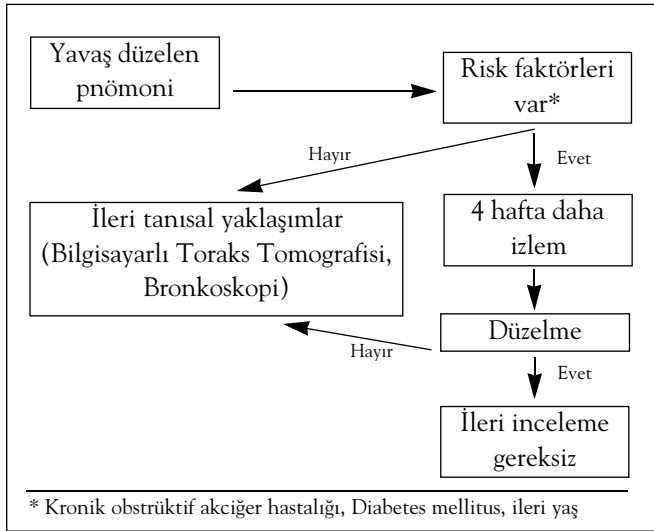 Yavaş düzelen
pnömoni
Risk faktörleri
var*
Hayır
Evet
İleri tanısal yaklaşımlar
(Bilgisayarlı Toraks Tomografisi,
Bronkoskopi)
4 hafta daha
izlem
Düzelme
Hayır
Evet
İleri inceleme
gereksiz
* Kronik obstrüktif akciğer hastalığı, Diabetes mellitus, ileri yaş